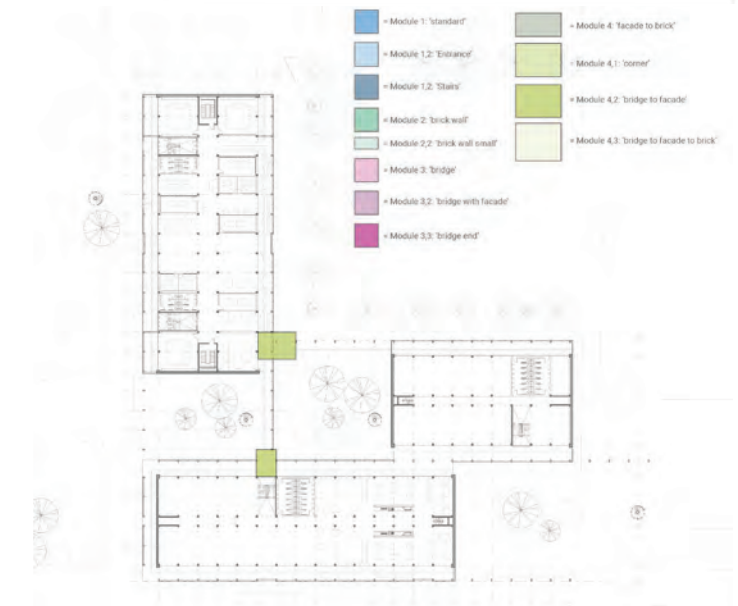 = Module 1: 'standard'
= Module 1,2: 'Entrance'
= Module 1,2: 'Stairs'
= Module 2: 'brick wall'
= Module 2,2: 'brick wall small'
= Module 3: 'bridge'
= Module 3,2: 'bridge with facade'
= Module 3,3: 'bridge end'
= Module 4: 'facade to brick'
= Module 4,1: 'corner'
= Module 4,2: 'bridge to facade'
= Module 4,3: 'bridge to facade to brick'